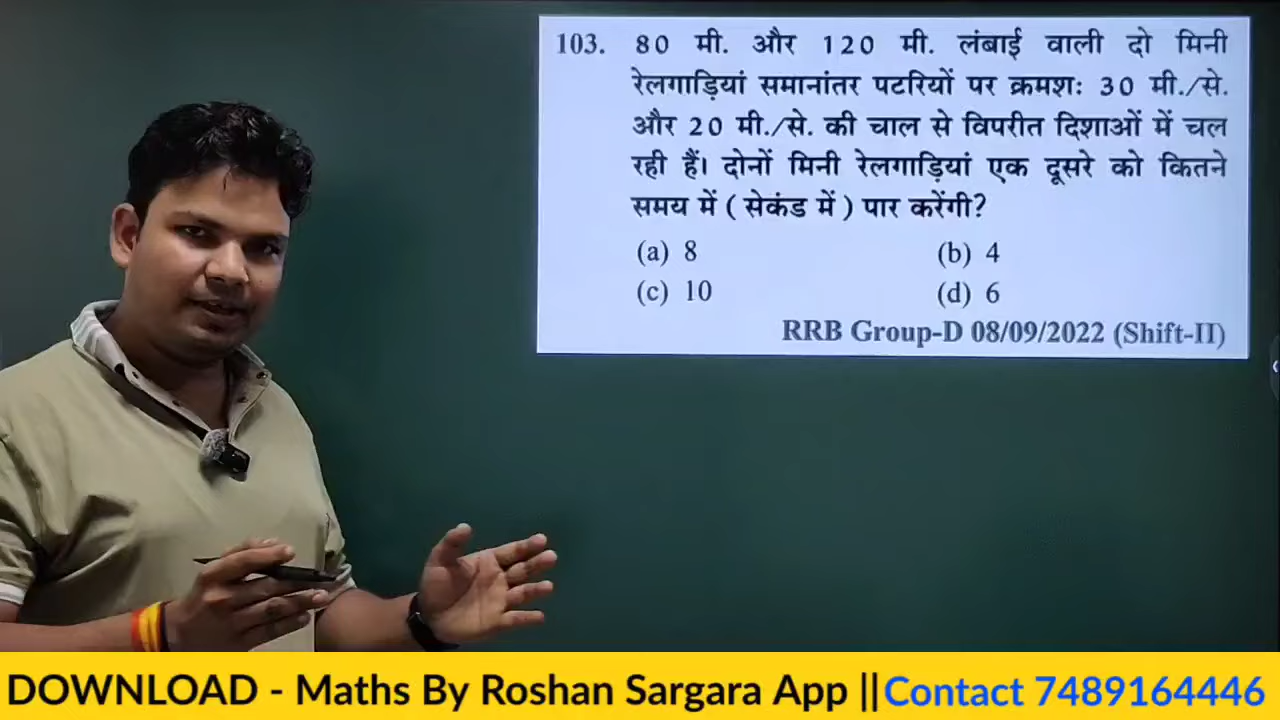 103. 80 मी. और 120 मी. लंबाई वाली दो मिनी
रेलगाड़ियां समानांतर पटरियों पर क्रमशः 30 मी./से.
और 20 मी./से. की चाल से विपरीत दिशाओं में चल
रही हैं। दोनों मिनी रेलगाड़ियां एक दूसरे को कितने
समय में ( सेकंड में ) पार करेंगी?
(a) 8 (b) 4
(c) 10 (d) 6
RRB Group-D 08/09/2022 (Shift-II)
DOWNLOAD - Maths By Roshan Sargara App || Contact 7489164446